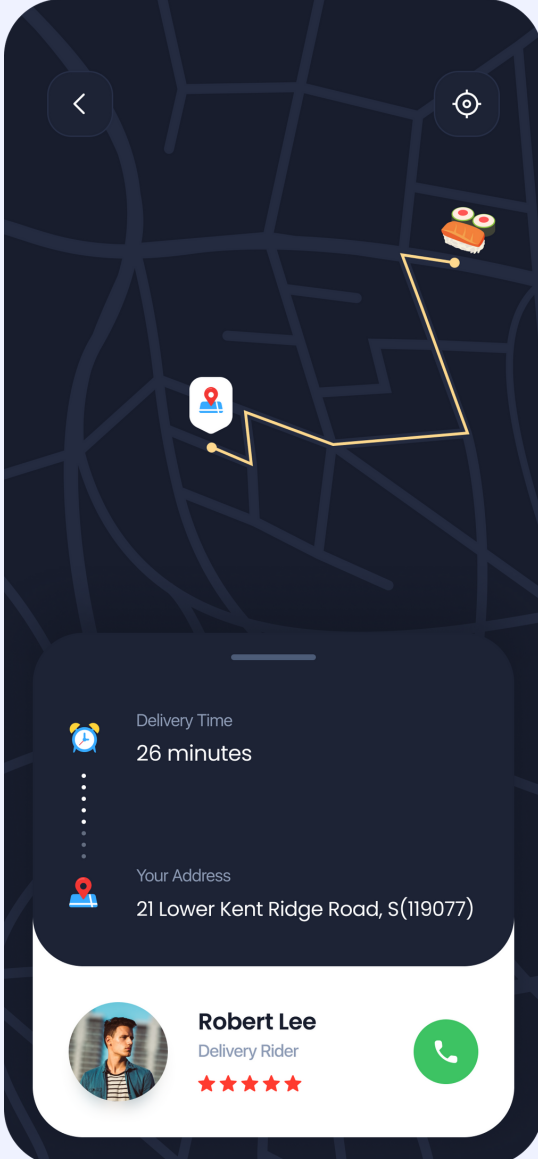 Delivery Time
26 minutes
Your Address
21 Lower Kent Ridge Road, S(119077)
Robert Lee
Delivery Rider